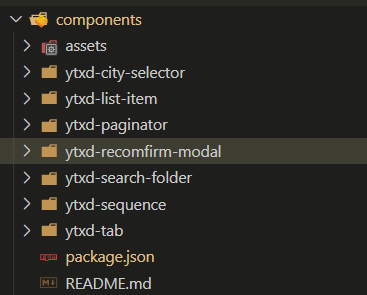 components
assets
ytxd-city-selector
ytxd-list-item
ytxd-paginator
ytxd-recomfirm-modal
ytxd-search-folder
ytxd-sequence
ytxd-tab
package.json
README.md